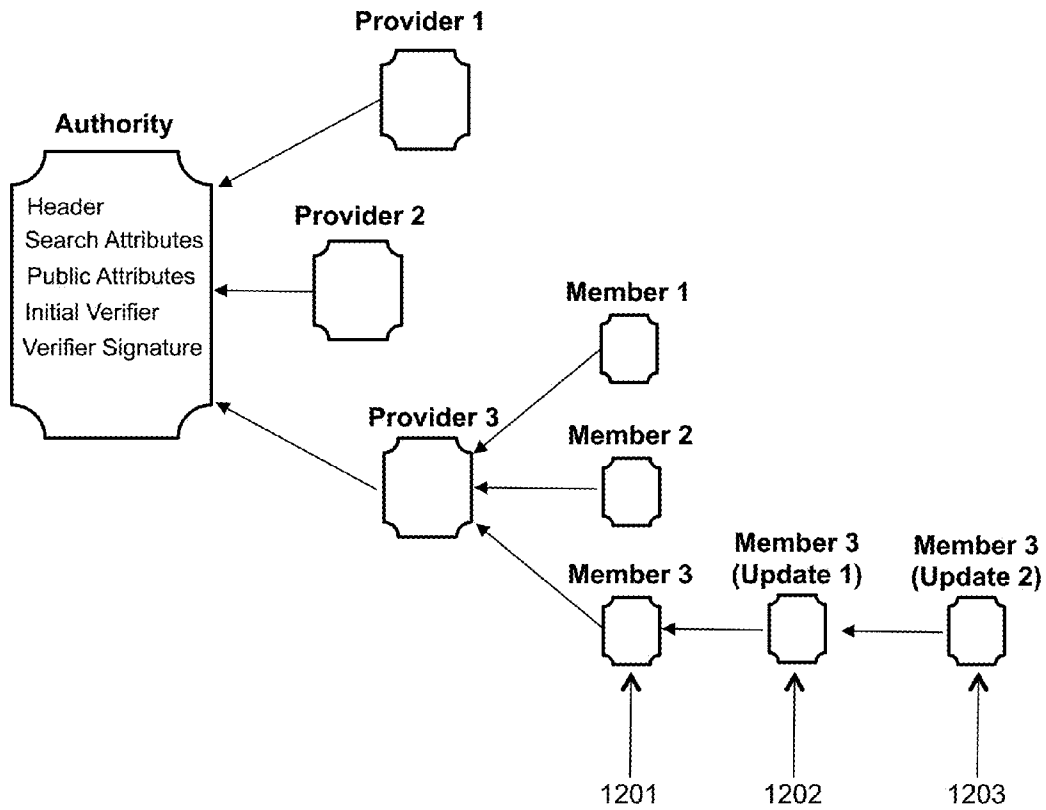 Provider 1
Authority
Header
Search Attributes
Public Attributes
Initial Verifier
Verifier Signature
Provider 2
Member 1
Provider 3
Member 2
Member 3
Member 3
(Update 1)
Member 3
(Update 2)
1201
1202
1203